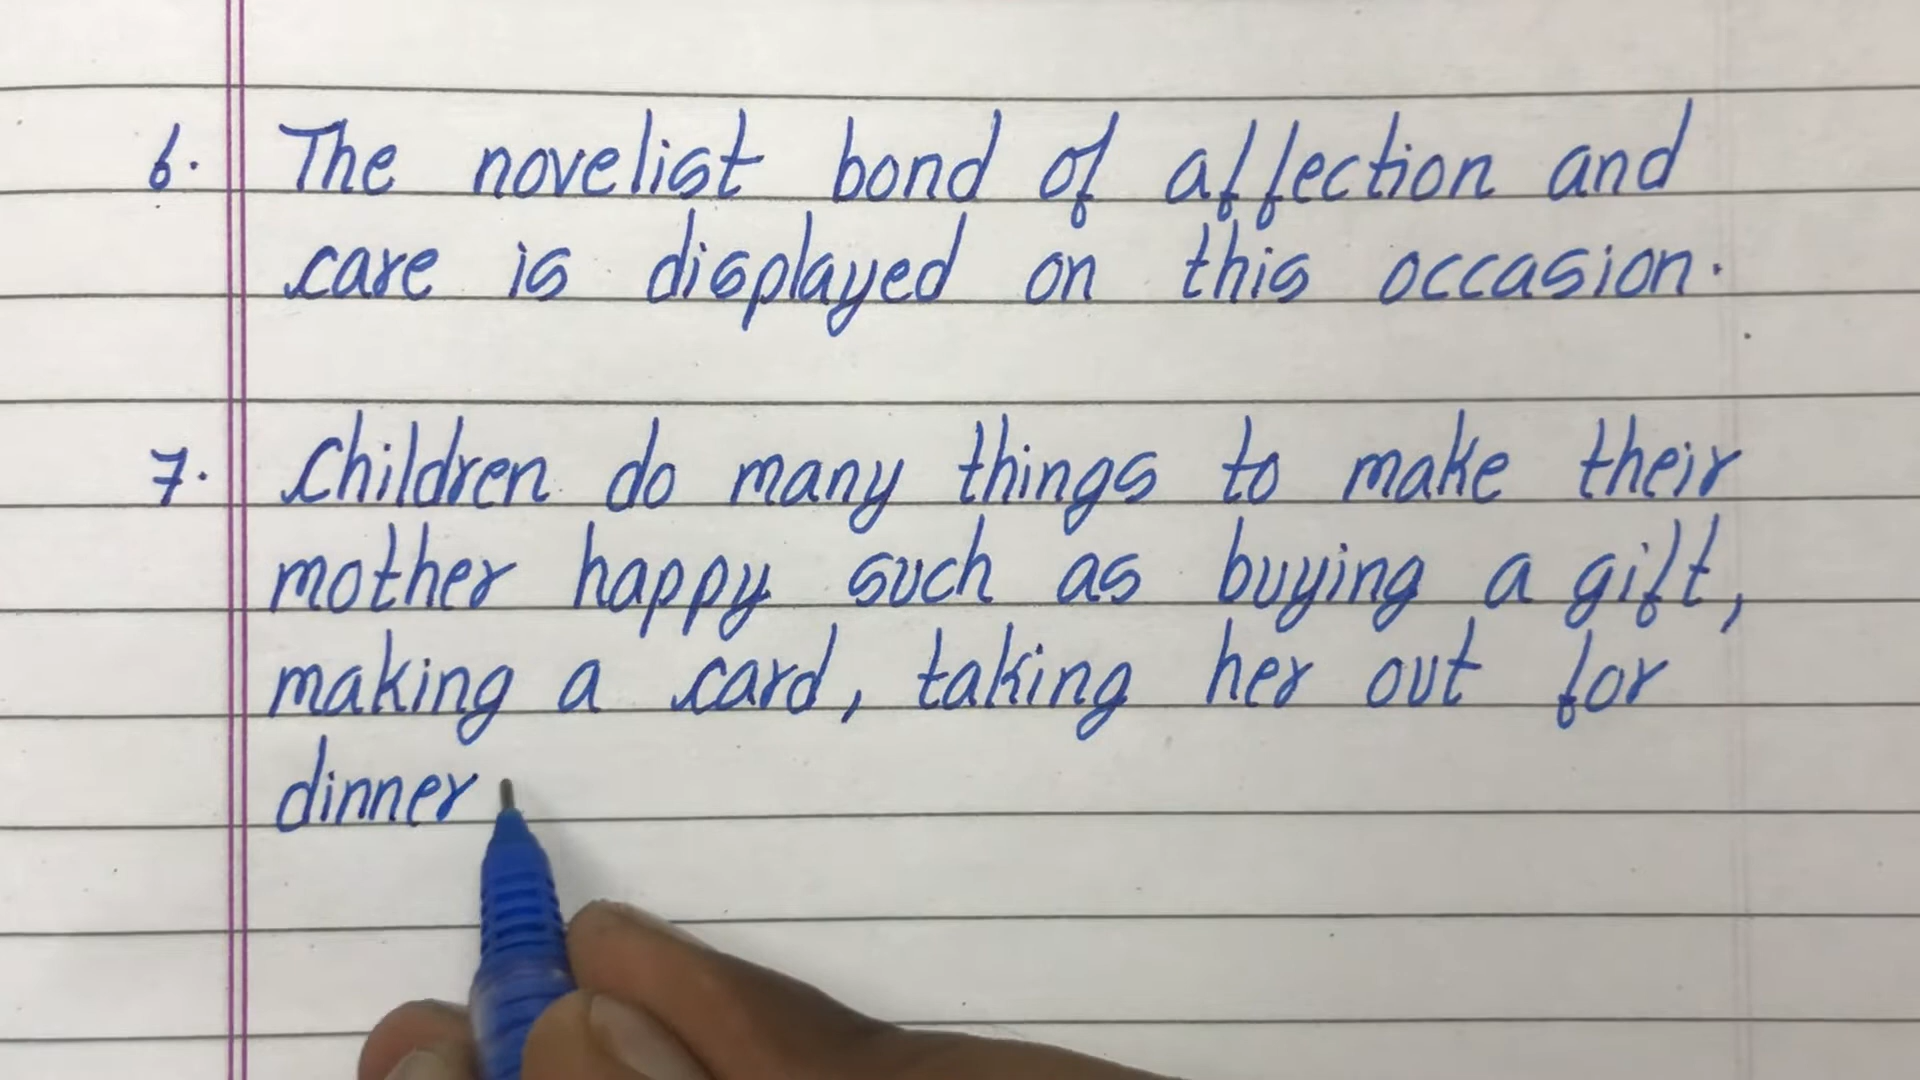 6. The novelist bond of affection and
care is displayed on this occasion.
7. Children do many things to make their
mother happy such as buying a gift,
making a card, taking her out for
dinner